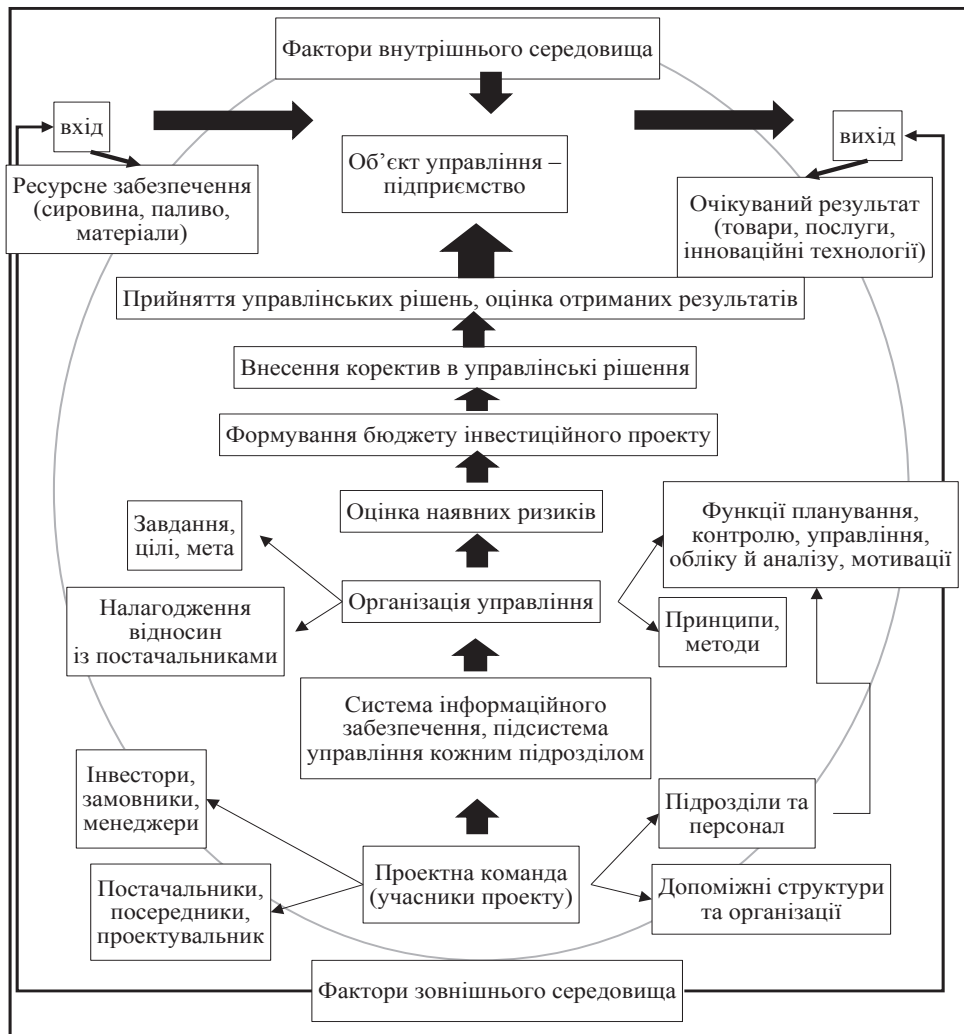 Фактори внутрішнього середовища
вхід
вихід
Об’єкт управління –
підприємство
Ресурсне забезпечення
(сировина, паливо,
матеріали)
Очікуваний результат
(товари, послуги,
інноваційні технології)
Прийняття управлінських рішень, оцінка отриманих результатів
Внесення коректив в управлінські рішення
Формування бюджету інвестиційного проекту
Оцінка наявних ризиків
Завдання,
цілі, мета
Функції планування,
контролю, управління,
обліку й аналізу, мотивації
Організація управління
Налагодження
відносин
із постачальниками
Принципи,
методи
Система інформаційного
забезпечення, підсистема
управління кожним підрозділом
Інвестори,
замовники,
менеджери
Підрозділи та
персонал
Проектна команда
(учасники проекту)
Постачальники,
посередники,
проектувальник
Допоміжні структури
та організації
Фактори зовнішнього середовища